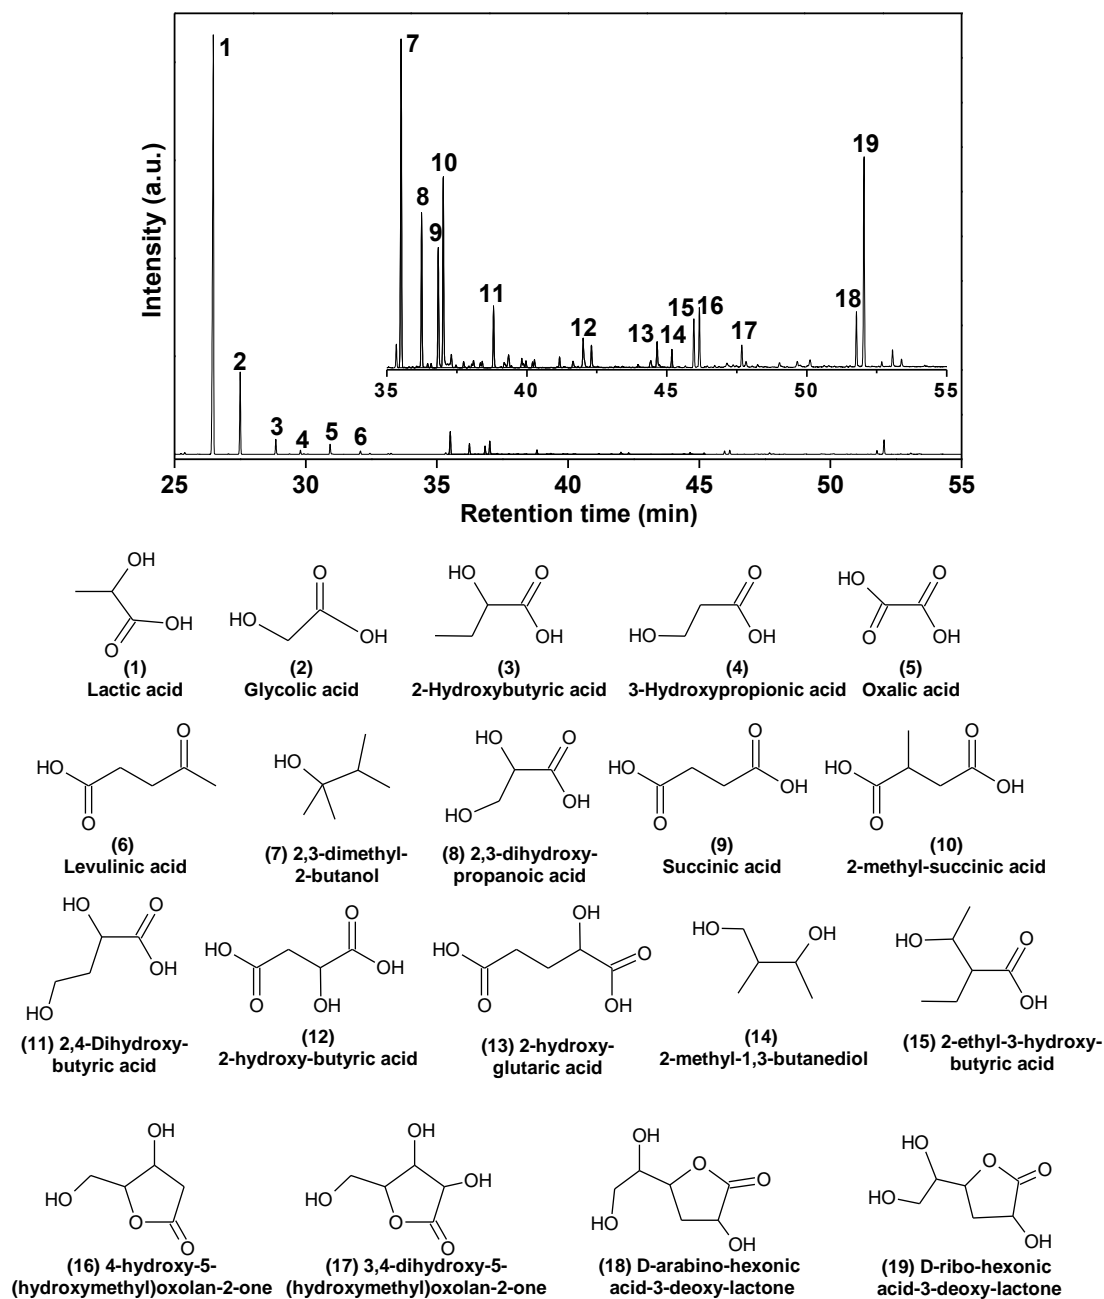 1
7
10
8
9
19
11
12
13
14
15
16
17
18
35
40
45
50
55
2
3
4
5
6
25
30
35
40
45
50
55
Intensity (a.u.)
Retention time (min)
OH
OH
O
(1)
Lactic acid
O
HO
OH
(2)
Glycolic acid
HO
O
OH
(3)
2-Hydroxybutyric acid
O
HO
OH
(4)
3-Hydroxypropionic acid
HO
O
O
OH
(5)
Oxalic acid
O
HO
O
(6)
Levulinic acid
HO
(7) 2,3-dimethyl-
2-butanol
HO
O
OH
HO
(8) 2,3-dihydroxy-
propanoic acid
O
HO
OH
O
(9)
Succinic acid
O
HO
OH
O
(10)
2-methyl-succinic acid
HO
O
OH
HO
(11) 2,4-Dihydroxy-
butyric acid
O
HO
OH
O
OH
(12)
2-hydroxy-butyric acid
OH
HO
O
O
OH
(13) 2-hydroxy-
glutaric acid
HO
OH
(14)
2-methyl-1,3-butanediol
HO
O
OH
(15) 2-ethyl-3-hydroxy-
butyric acid
OH
HO
O
O
(16) 4-hydroxy-5-
(hydroxymethyl)oxolan-2-one
OH
OH
HO
O
O
(17) 3,4-dihydroxy-5-
(hydroxymethyl)oxolan-2-one
OH
O
O
HO
OH
(18) D-arabino-hexonic
acid-3-deoxy-lactone
HO
O
O
HO
OH
(19) D-ribo-hexonic
acid-3-deoxy-lactone